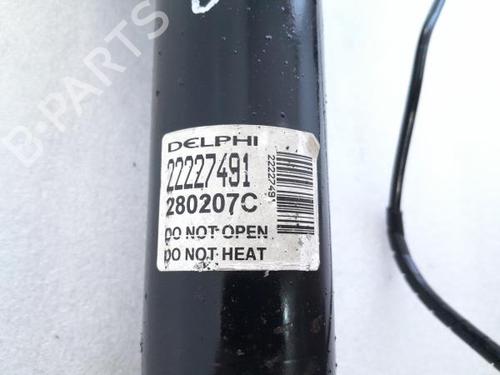 DELPHI
22227491
280207C
DO NOT OPEN
DO NOT HEAT
22227491
B-PARTS